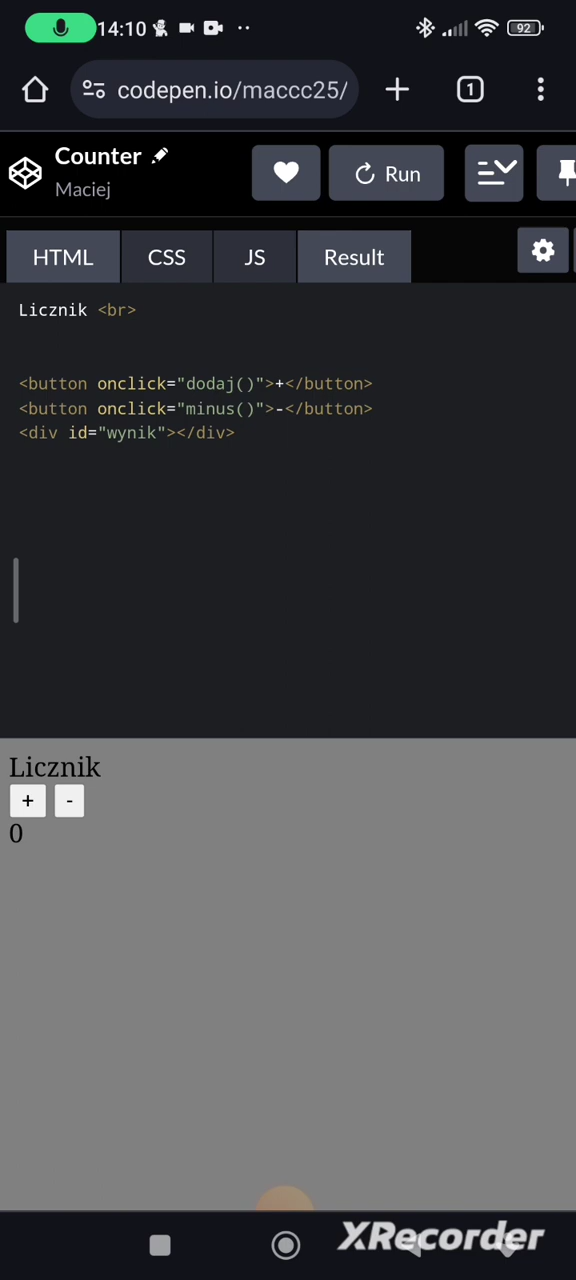 14:10
92
codepen.io/maccc25/
1
Counter
Maciej
Run
HTML CSS JS Result
Licznik <br>
<button onclick="dodaj()">+</button>
<button onclick="minus()">-</button>
<div id="wynik"></div>
Licznik
+ -
0
XRecorder